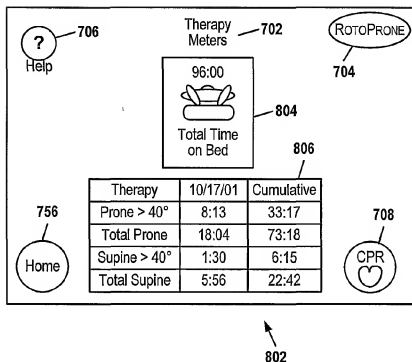 ? 706
Help
Therapy Meters 702
ROTOPRONE
704
96:00
Total Time on Bed
804
806
Therapy 10/17/01 Cumulative
Prone > 40° 8:13 33:17
Total Prone 18:04 73:18
Supine > 40° 1:30 6:15
Total Supine 5:56 22:42
756
Home
708
CPR
802